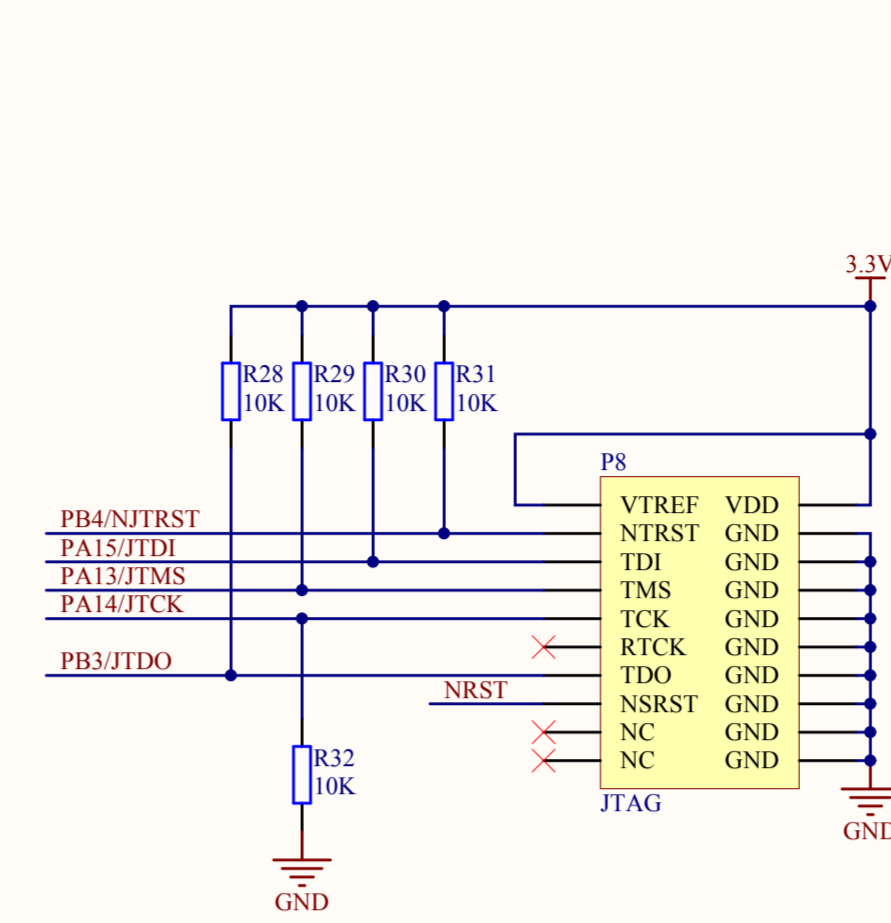 3.3V
R28
10K
R29
10K
R30
10K
R31
10K
P8
VTREF VDD
PB4/NJTRST
NTRST GND
PA15/JTDI
TDI GND
PA13/JTMS
TMS GND
PA14/JTCK
TCK GND
RTCK GND
PB3/JTDO
TDO GND
NRST
NSRST GND
NC GND
NC GND
R32
10K
JTAG
GND
GND